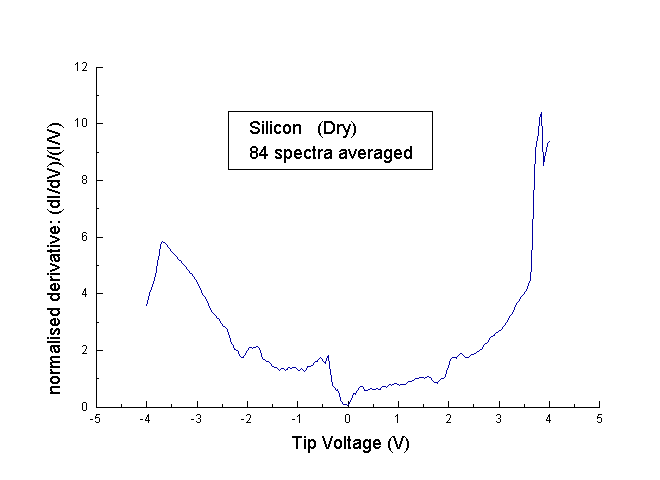 12
10
8
6
4
2
0
normalised derivative: (dI/dV)/(I/V)
Silicon (Dry)
84 spectra averaged
-5 -4 -3 -2 -1 0 1 2 3 4 5
Tip Voltage (V)